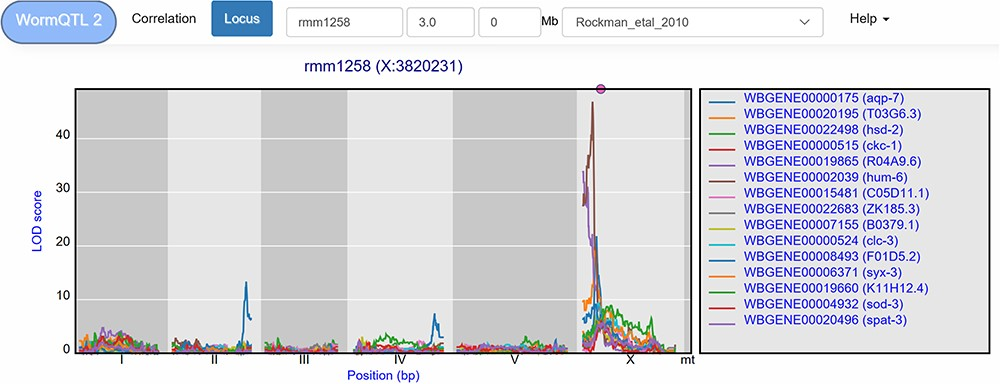 WormQTL 2 Correlation Locus rmm1258 3.0 0 Mb Rockman_etal_2010 Help
rmm1258 (X:3820231)
LOD score
40
30
20
10
0
I II III IV V X mt
Position (bp)
WBGENE00000175 (aqp-7)
WBGENE00020195 (T03G6.3)
WBGENE00022498 (hsd-2)
WBGENE00000515 (ckc-1)
WBGENE00019865 (R04A9.6)
WBGENE00002039 (hum-6)
WBGENE00015481 (C05D11.1)
WBGENE00022683 (ZK185.3)
WBGENE00007155 (B0379.1)
WBGENE00000524 (clc-3)
WBGENE00008493 (F01D5.2)
WBGENE00006371 (syx-3)
WBGENE00019660 (K11H12.4)
WBGENE00004932 (sod-3)
WBGENE00020496 (spat-3)